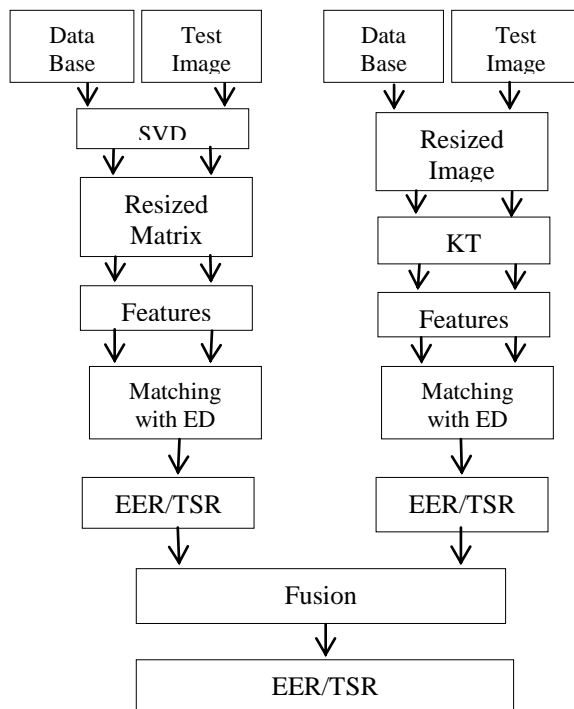 Data
Base
Test
Image
Data
Base
Test
Image
SVD
Resized
Image
Resized
Matrix
KT
Features
Features
Matching
with ED
Matching
with ED
EER/TSR
EER/TSR
Fusion
EER/TSR